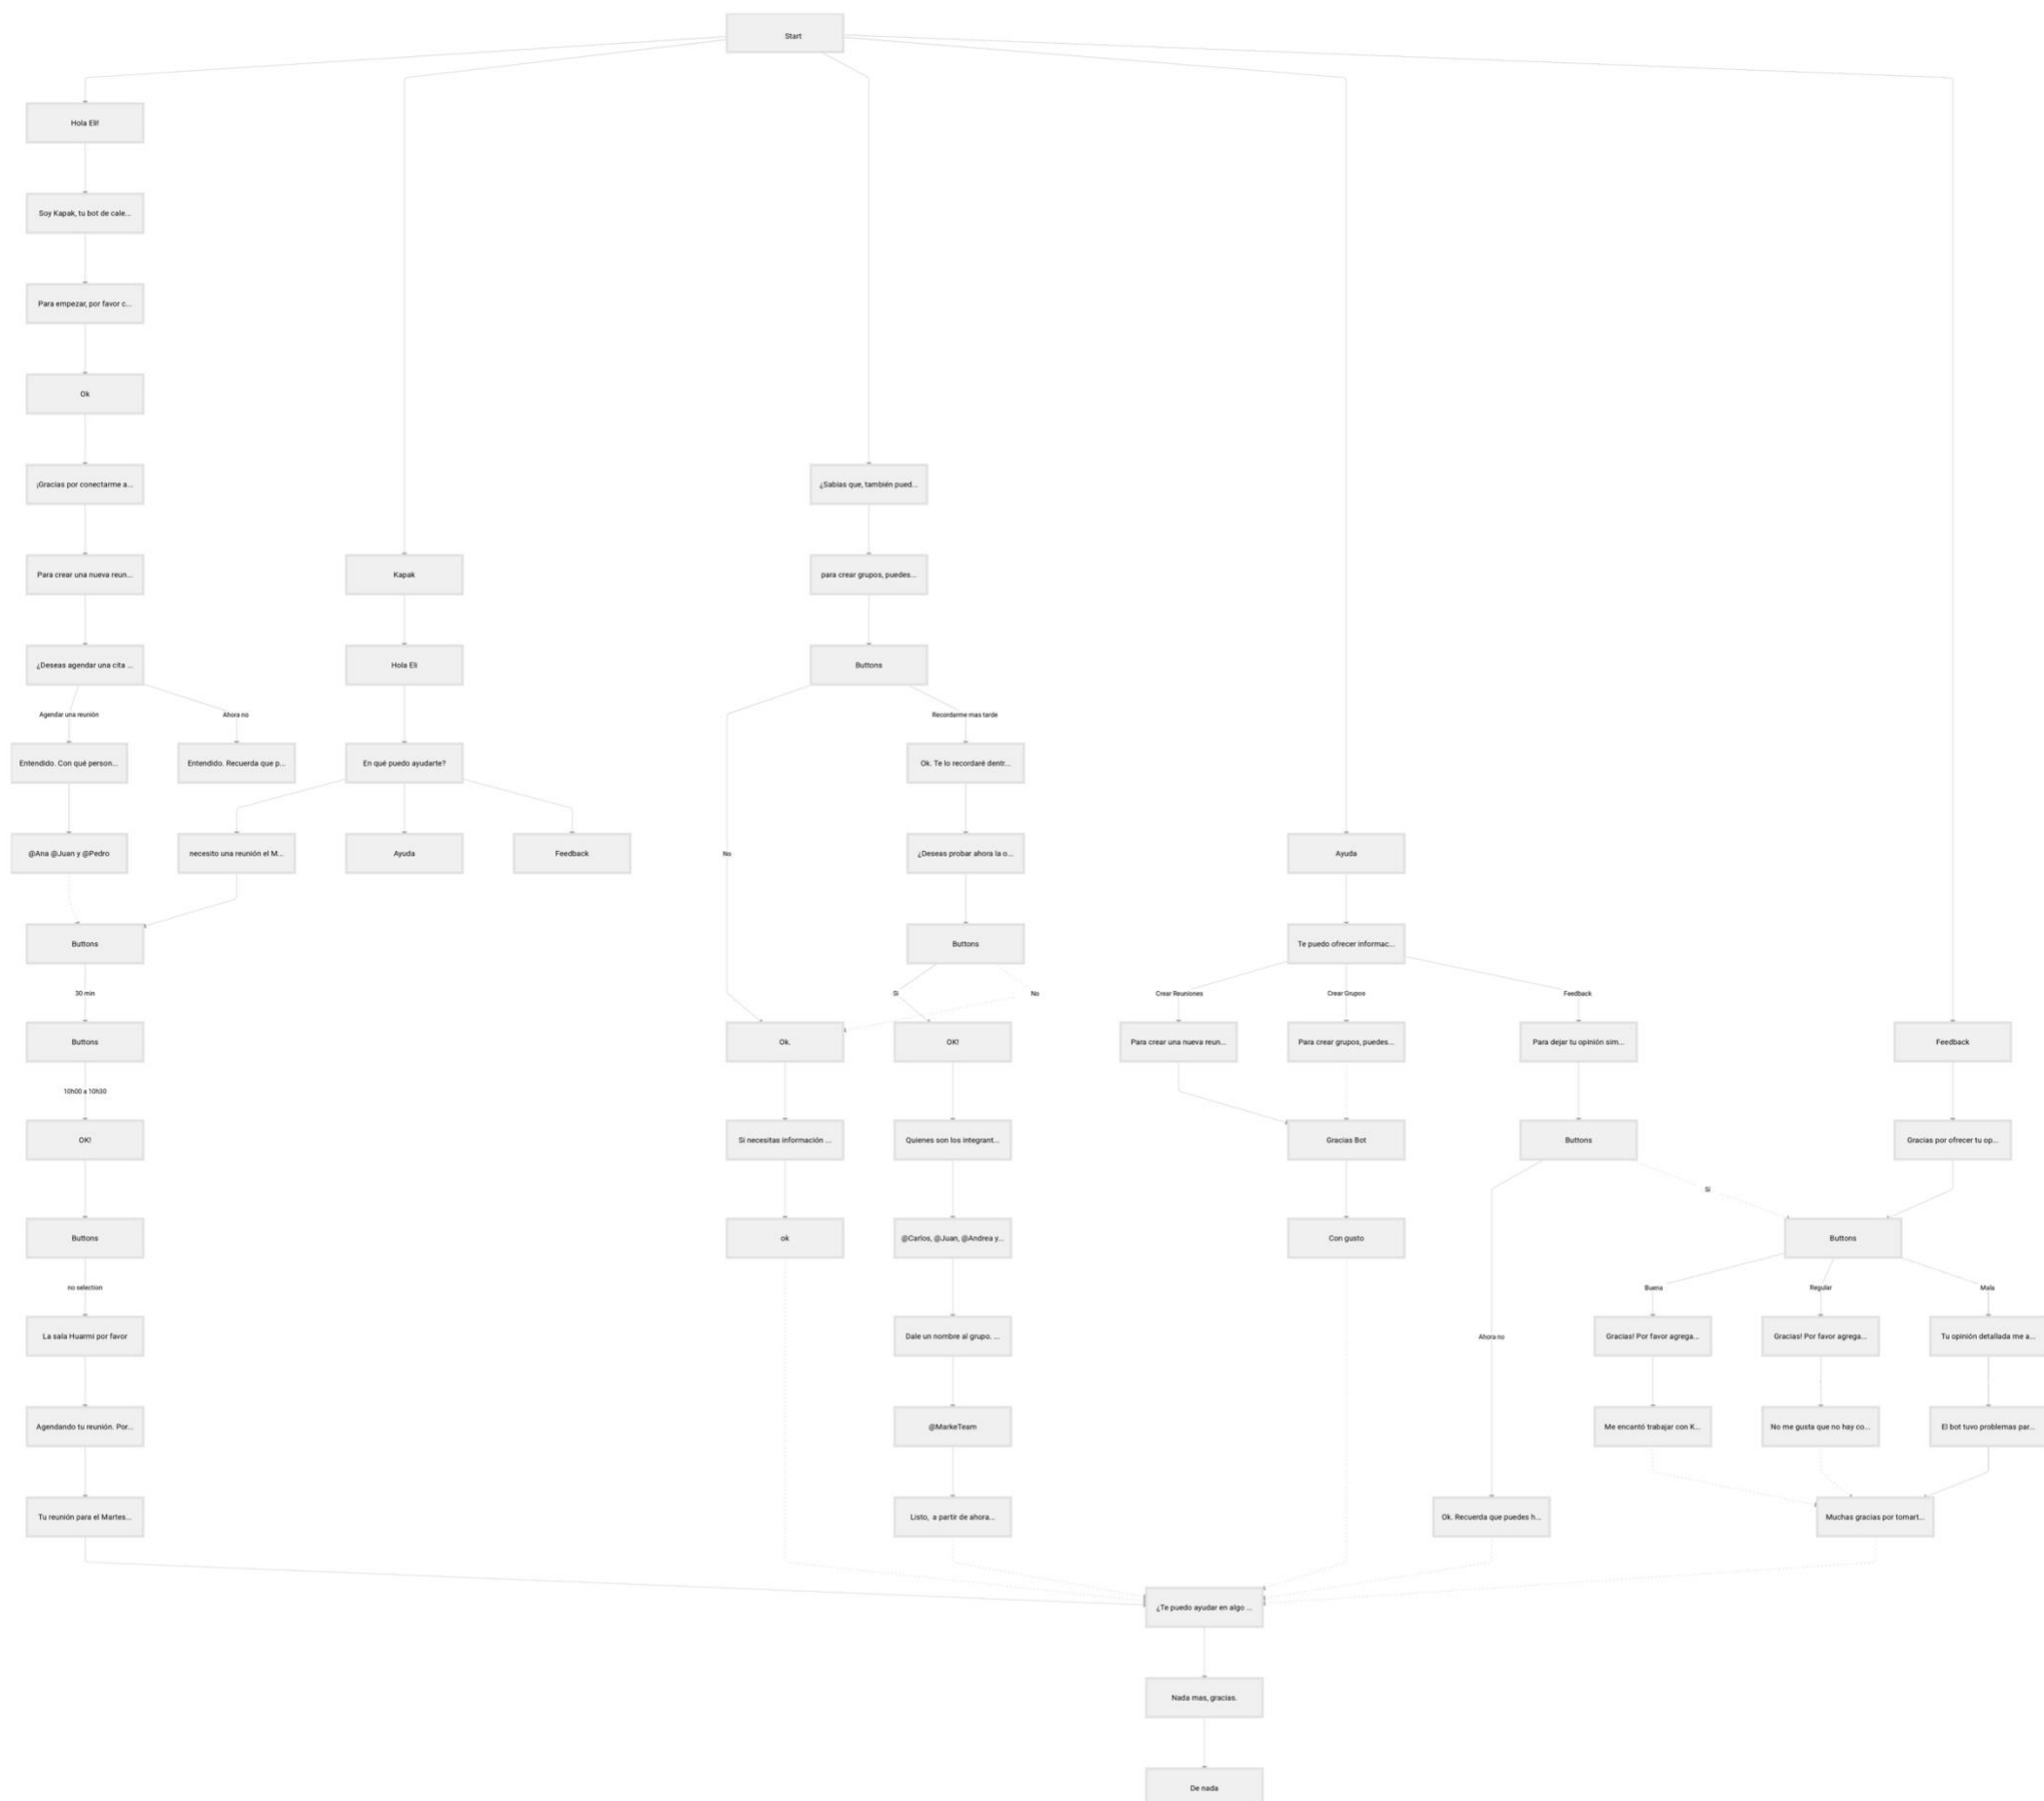 Start
Hola Eli!
Soy Kapak, tu bot de cale...
Para empezar, por favor c...
Ok
¡Gracias por conectarme a...
¿Sabias que, también pued...
Para crear una nueva reun...
Kapak
para crear grupos, puedes...
¿Deseas agendar una cita ...
Hola Eli
Buttons
Agendar una reunión
Ahora no
Recordarme mas tarde
Entendido. Con qué person...
Entendido. Recuerda que p...
En qué puedo ayudarte?
Ok. Te lo recordaré dentr...
@Ana @Juan y @Pedro
necesito una reunión el M...
Ayuda
Feedback
No
¿Deseas probar ahora la o...
Ayuda
Buttons
Buttons
Te puedo ofrecer informac...
30 min
Si
No
Crear Reuniones
Crear Grupos
Feedback
Buttons
Ok.
OK!
Para crear una nueva reun...
Para crear grupos, puedes...
Para dejar tu opinión sim...
Feedback
10h00 a 10h30
OK!
Si necesitas información ...
Quienes son los integrant...
Gracias Bot
Buttons
Gracias por ofrecer tu op...
Si
Buttons
ok
@Carlos, @Juan, @Andrea y...
Con gusto
Buttons
no selection
Buena
Regular
Mala
La sala Huarmi por favor
Dale un nombre al grupo. ...
Ahora no
Gracias! Por favor agrega...
Gracias! Por favor agrega...
Tu opinión detallada me a...
Agendando tu reunión. Por...
@MarkeTeam
Me encantó trabajar con K...
No me gusta que no hay co...
El bot tuvo problemas par...
Tu reunión para el Martes...
Listo, a partir de ahora...
Ok. Recuerda que puedes h...
Muchas gracias por tomart...
¿Te puedo ayudar en algo ...
Nada mas, gracias.
De nada